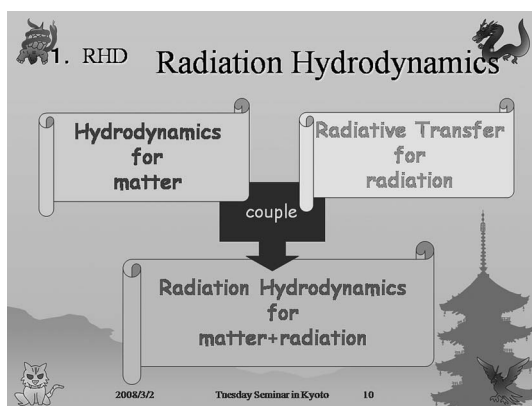 1. RHD Radiation Hydrodynamics
Hydrodynamics
for
matter
Radiative Transfer
for
radiation
couple
Radiation Hydrodynamics
for
matter+radiation
2008/3/2 Tuesday Seminar in Kyoto 10